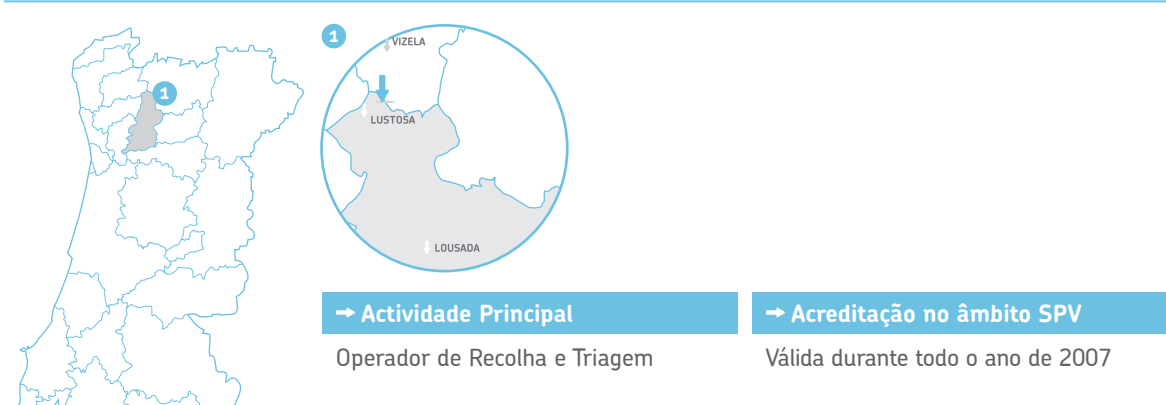 1
1
VIZELA
LUSTOSA
LOUSADA
→ Actividade Principal
Operador de Recolha e Triagem
→ Acreditação no âmbito SPV
Válida durante todo o ano de 2007